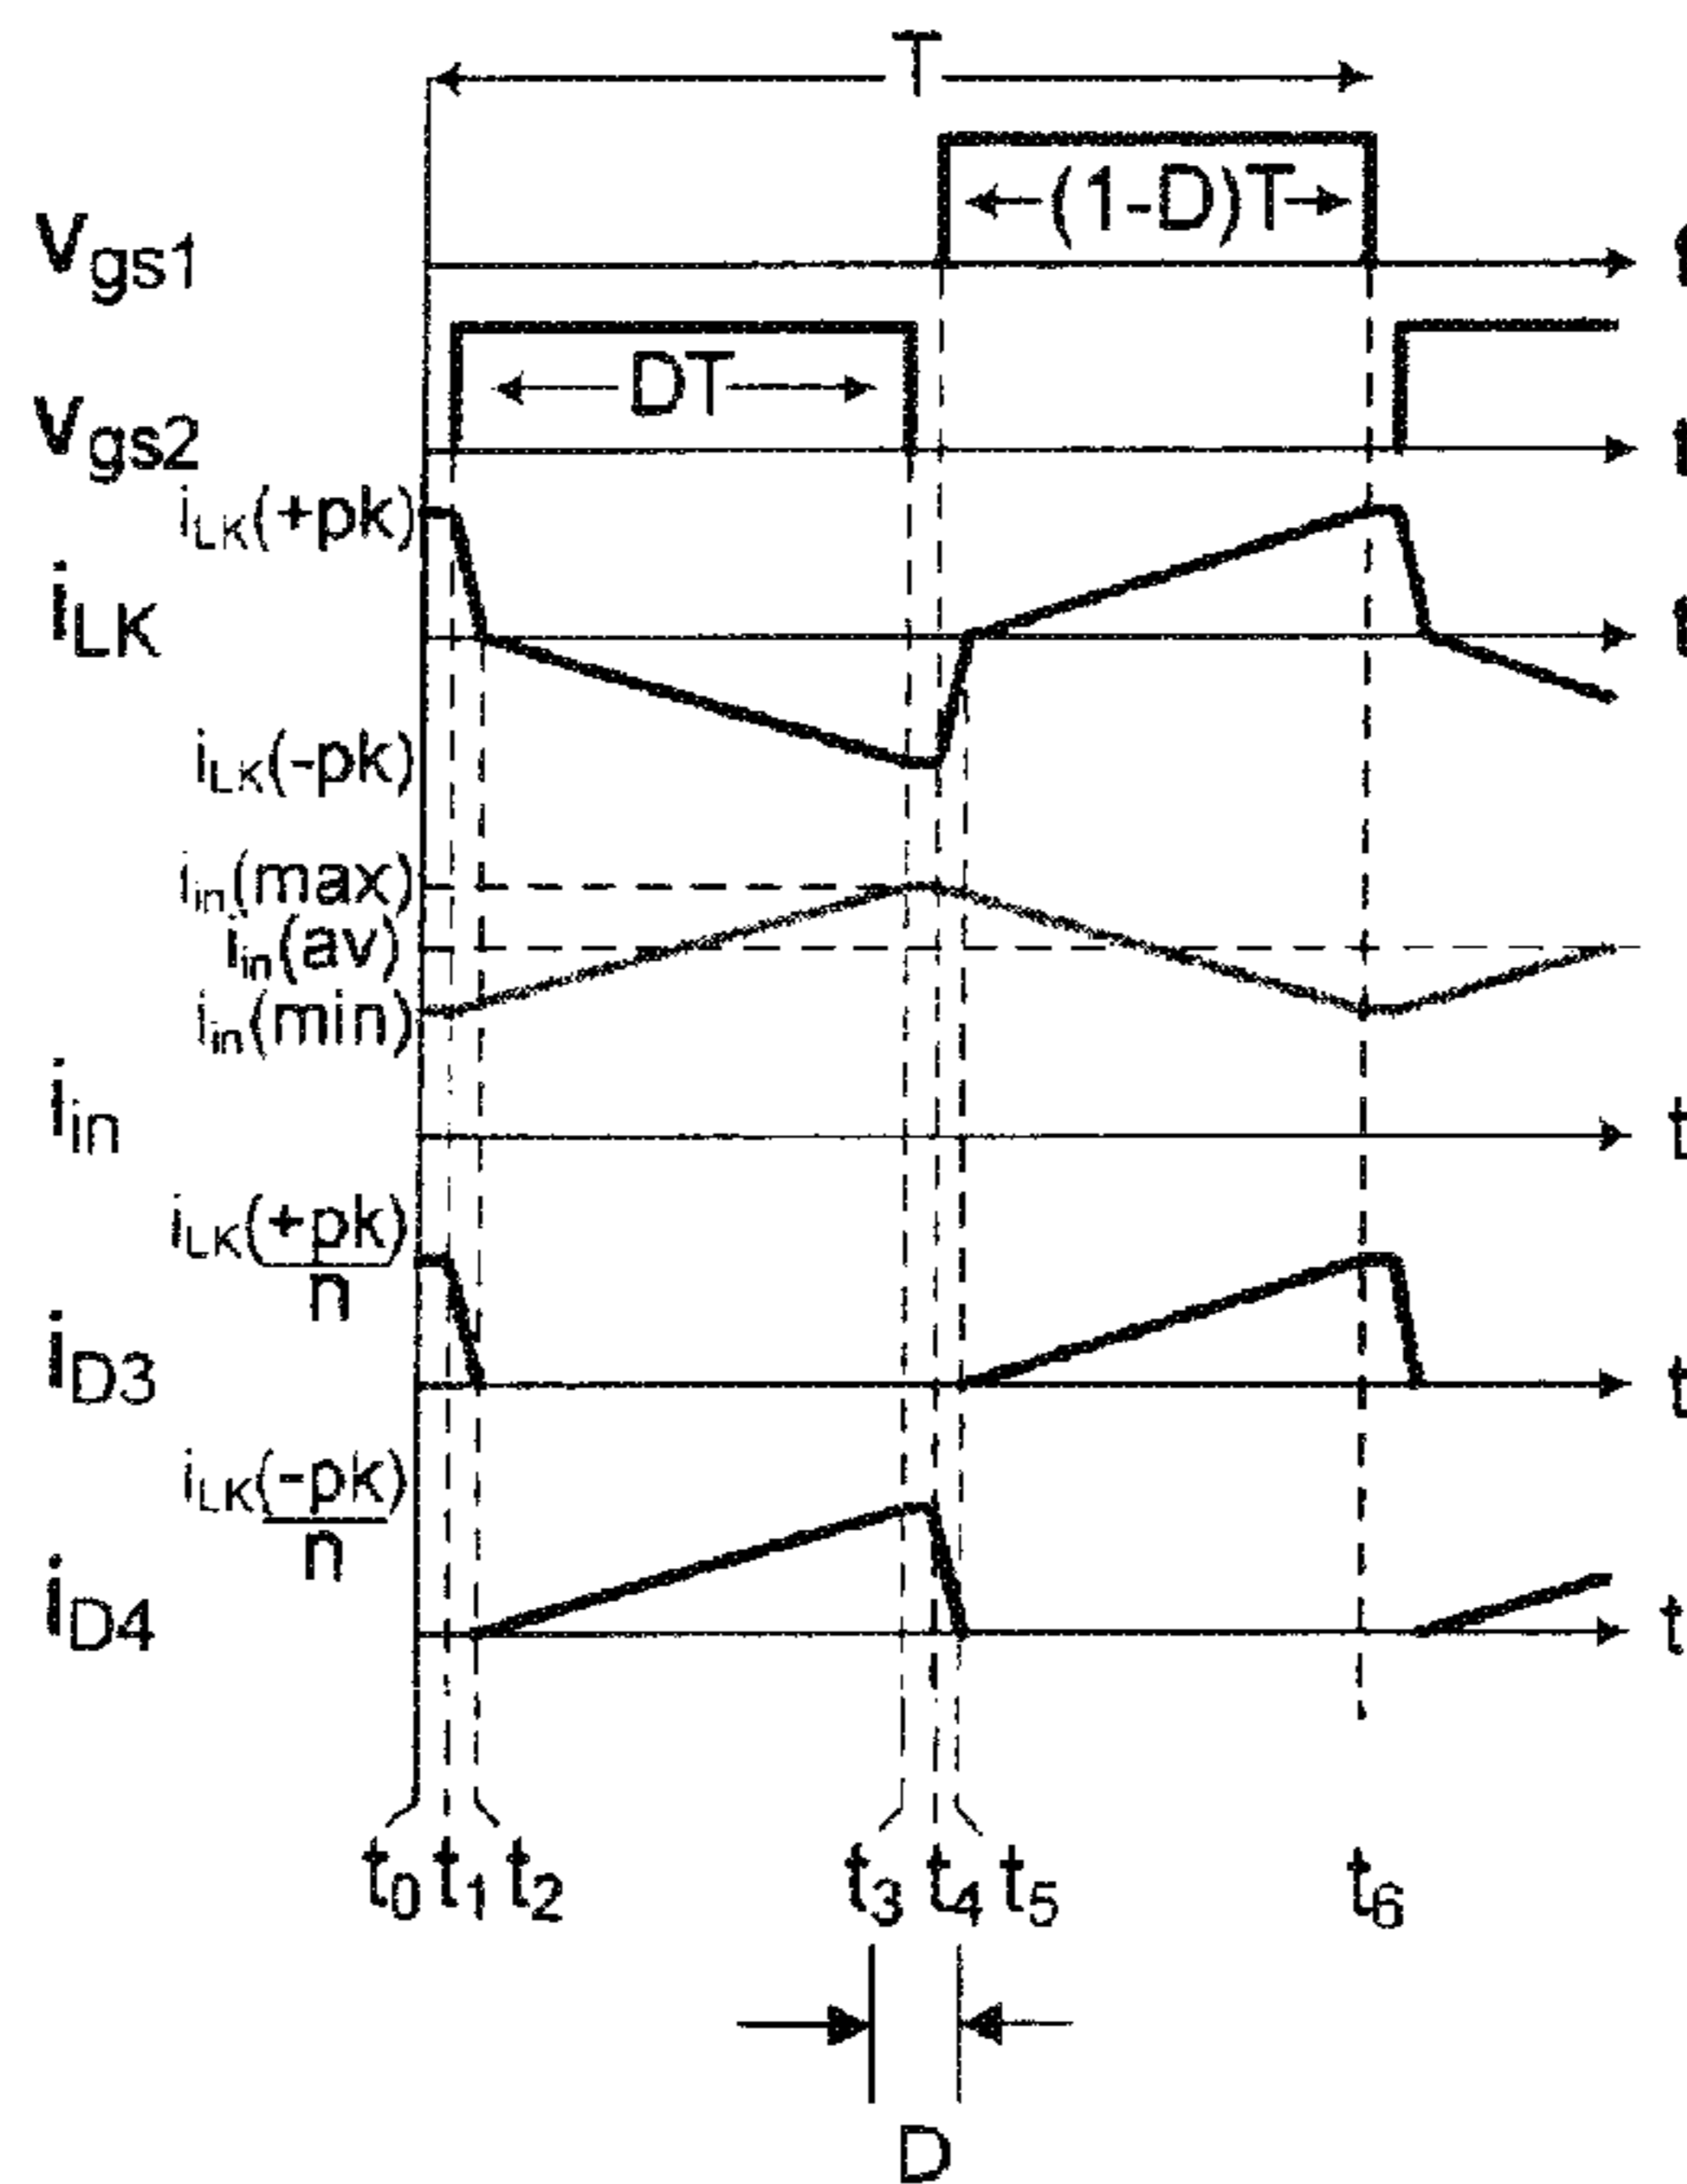 T
(1-D)T
vgs1
DT
vgs2
t
iLK(+pk)
iLK
iLK(-pk)
iin(max)
iin(av)
iin(min)
iin
t
iLK(+pk)
n
iD3
t
iLK(-pk)
n
iD4
t
t0 t1 t2 t3 t4 t5 t6
D